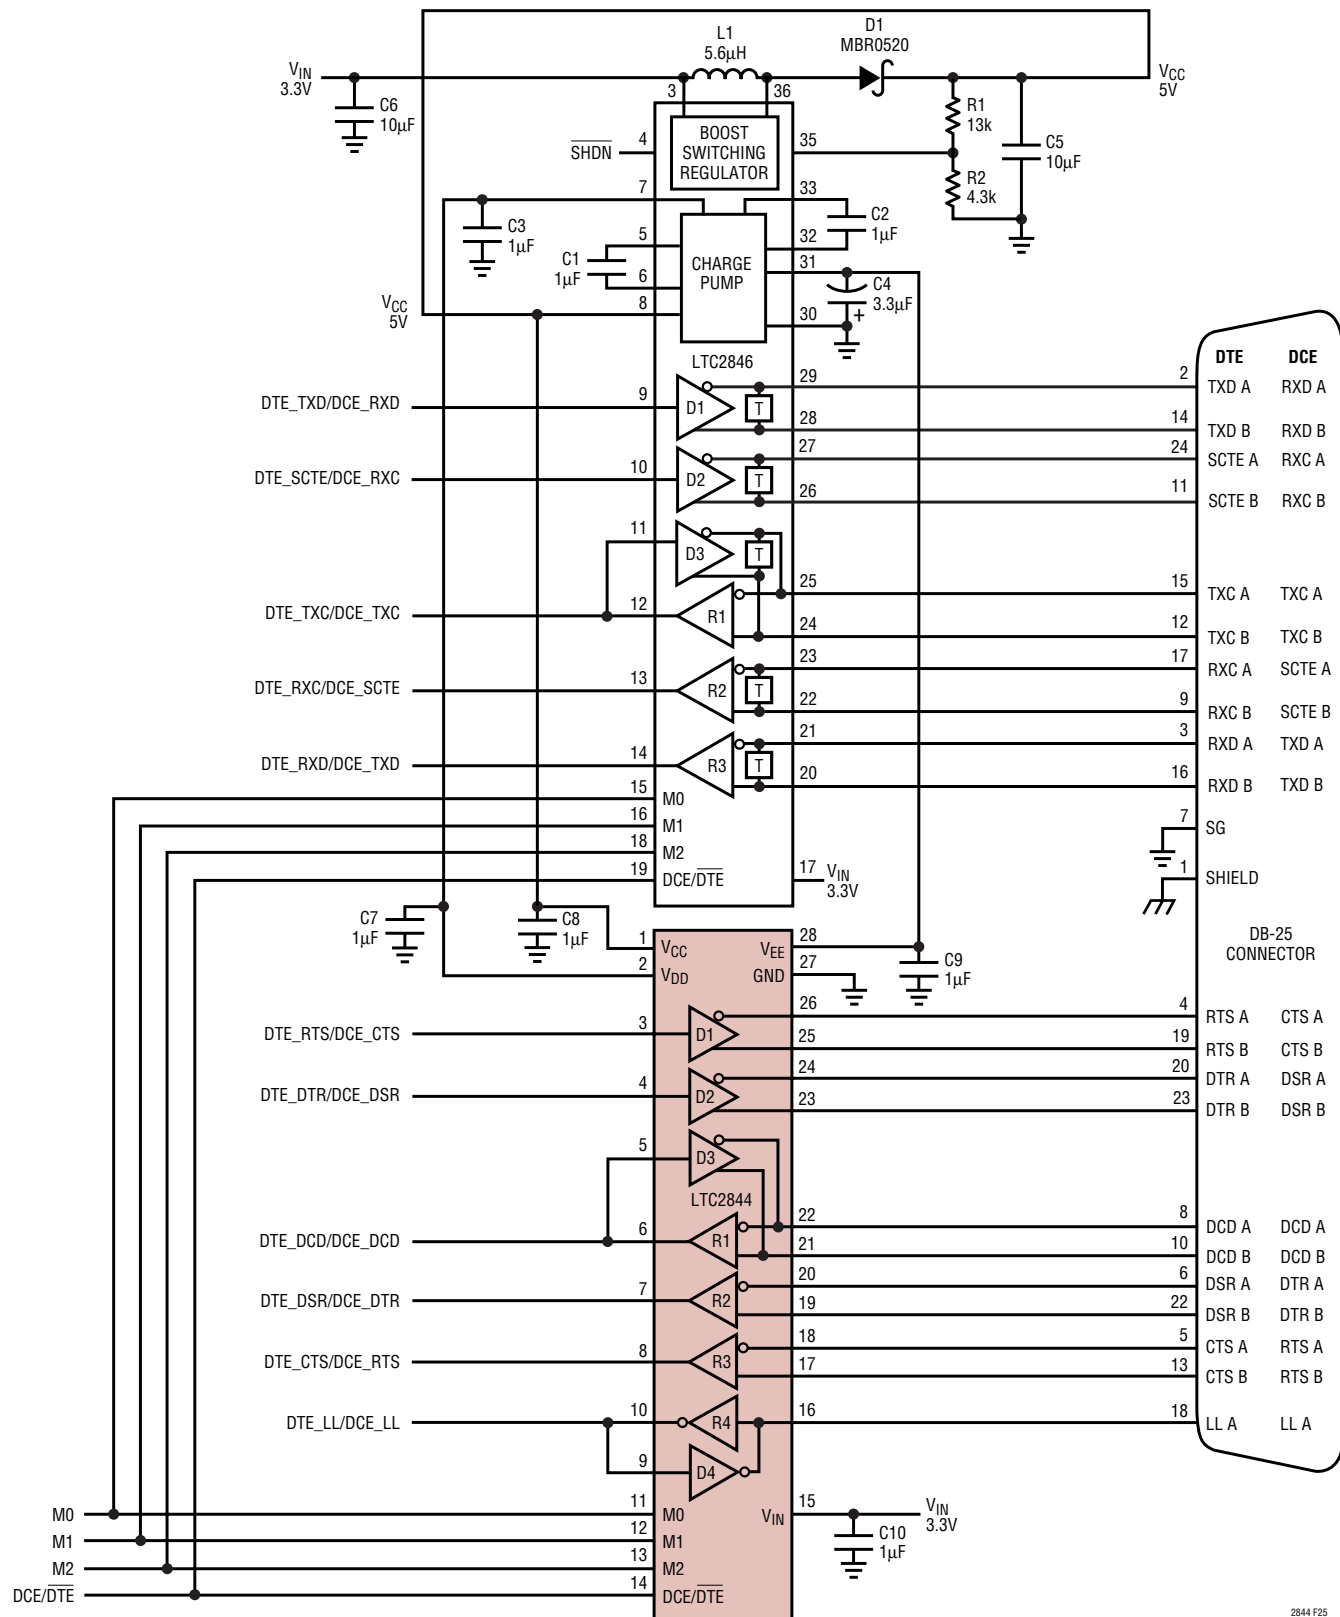 L1
5.6µH
D1
MBR0520
VIN
3.3V
C6
10µF
3
36
BOOST
SWITCHING
REGULATOR
SHDN
4
35
R1
13k
R2
4.3k
C5
10µF
VCC
5V
7
33
C3
1µF
C2
1µF
5
32
C1
1µF
6
31
CHARGE
PUMP
C4
3.3µF
+
VCC
5V
8
30
LTC2846
DTE
DCE
DTE_TXD/DCE_RXD
9
D1
T
29
2
TXD A
RXD A
28
14
TXD B
RXD B
DTE_SCTE/DCE_RXC
10
D2
T
27
24
SCTE A
RXC A
26
11
SCTE B
RXC B
11
D3
T
DTE_TXC/DCE_TXC
12
R1
25
15
TXC A
TXC A
24
12
TXC B
TXC B
DTE_RXC/DCE_SCTE
13
R2
T
23
17
RXC A
SCTE A
22
9
RXC B
SCTE B
DTE_RXD/DCE_TXD
14
R3
T
21
3
RXD A
TXD A
20
16
RXD B
TXD B
15
M0
16
M1
18
M2
19
DCE/DTE
17
VIN
3.3V
7
SG
1
SHIELD
DB-25
CONNECTOR
C7
1µF
C8
1µF
1
VCC
2
VDD
VEE
28
GND
27
C9
1µF
DTE_RTS/DCE_CTS
3
D1
26
4
RTS A
CTS A
25
19
RTS B
CTS B
DTE_DTR/DCE_DSR
4
D2
24
20
DTR A
DSR A
23
23
DTR B
DSR B
5
D3
LTC2844
DTE_DCD/DCE_DCD
6
R1
22
8
DCD A
DCD A
21
10
DCD B
DCD B
DTE_DSR/DCE_DTR
7
R2
20
6
DSR A
DTR A
19
22
DSR B
DTR B
DTE_CTS/DCE_RTS
8
R3
18
5
CTS A
RTS A
17
13
CTS B
RTS B
DTE_LL/DCE_LL
10
R4
16
18
LL A
LL A
9
D4
M0
11
M0
VIN
15
VIN
3.3V
C10
1µF
M1
12
M1
M2
13
M2
DCE/DTE
14
DCE/DTE
2844 F25